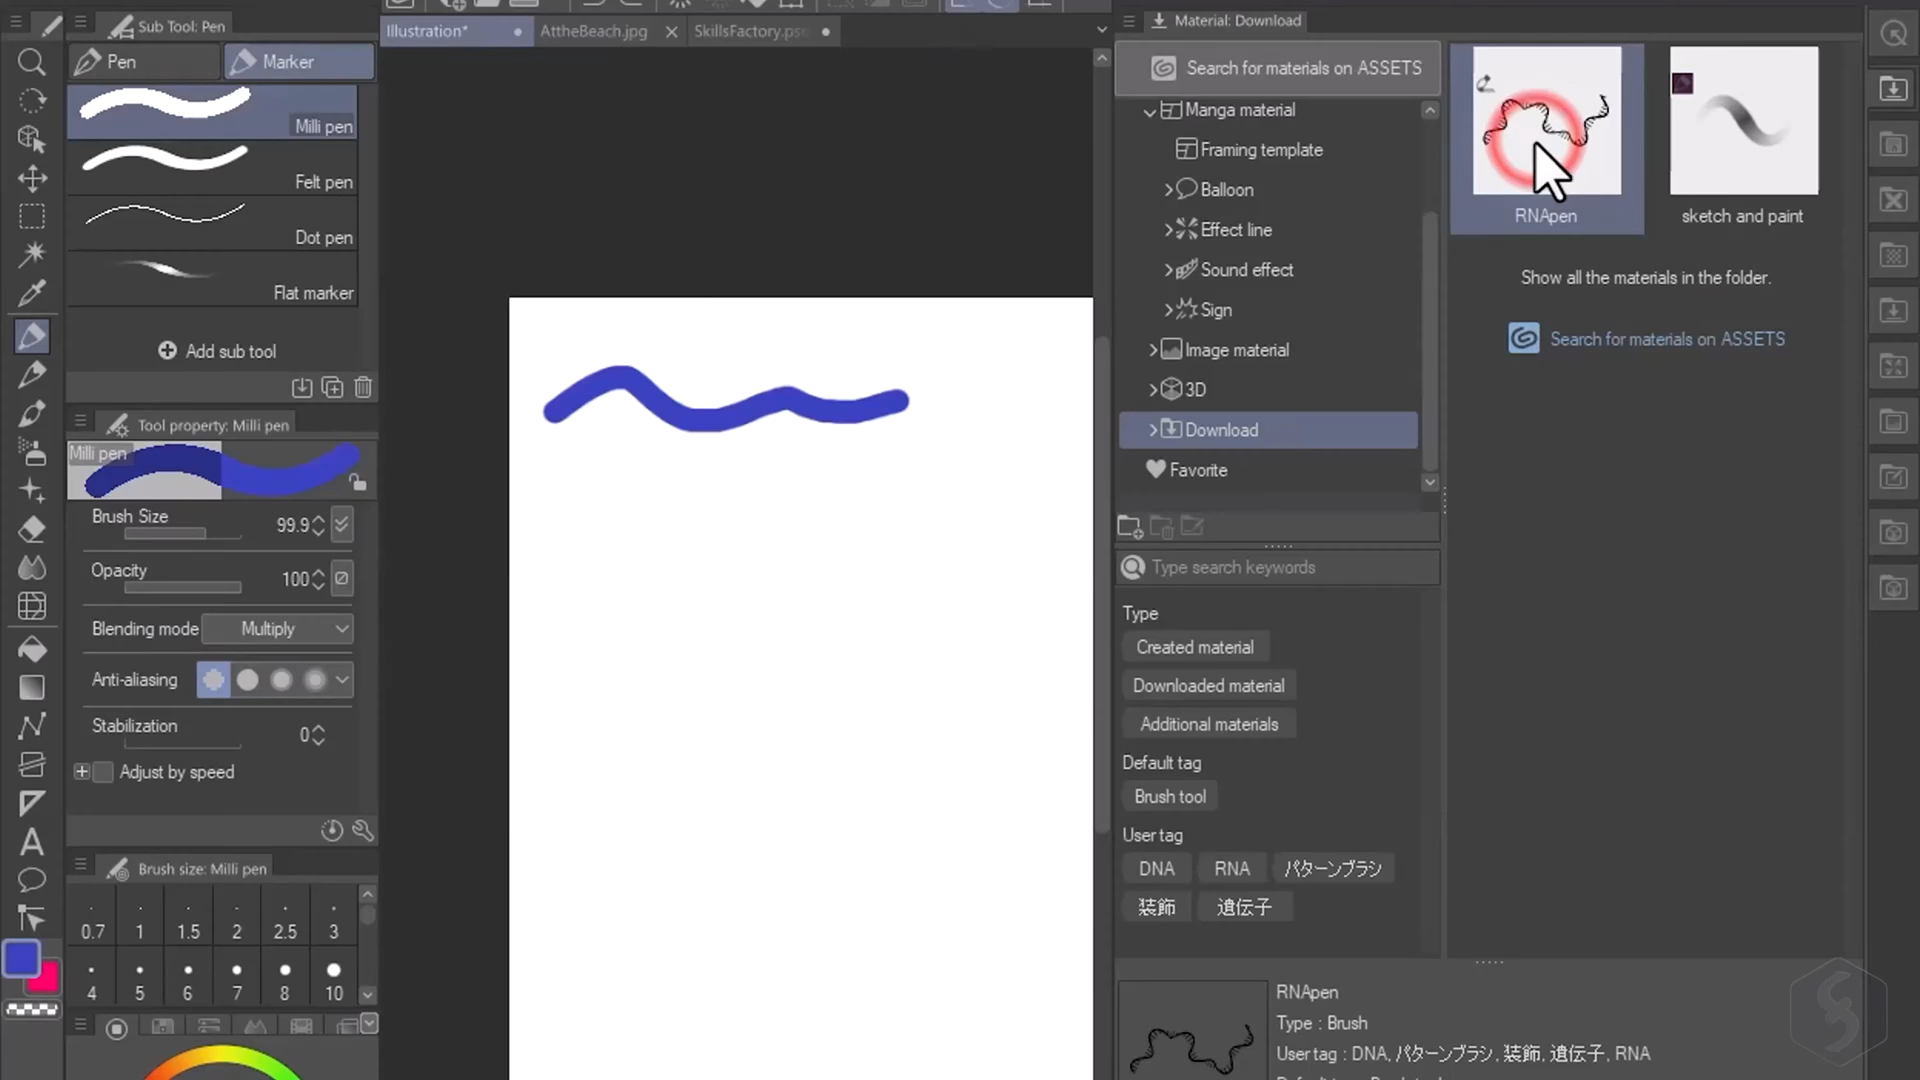 Sub Tool: Pen
Pen
Marker
Milli pen
Felt pen
Dot pen
Flat marker
Add sub tool
Tool property: Milli pen
Milli pen
Brush Size 99.9
Opacity 100
Blending mode Multiply
Anti-aliasing
Stabilization 0
Adjust by speed
Brush size: Milli pen
0.7 1 1.5 2 2.5 3
4 5 6 7 8 10
Illustration*
AttheBeach.jpg
SkillsFactory.ps
Material: Download
Search for materials on ASSETS
Manga material
Framing template
Balloon
Effect line
Sound effect
Sign
Image material
3D
Download
Favorite
Type search keywords
Type
Created material
Downloaded material
Additional materials
Default tag
Brush tool
User tag
DNA RNA パターンブラシ
装飾 遺伝子
RNApen
sketch and paint
Show all the materials in the folder.
Search for materials on ASSETS
RNApen
Type : Brush
User tag : DNA, パターンブラシ, 装飾, 遺伝子, RNA